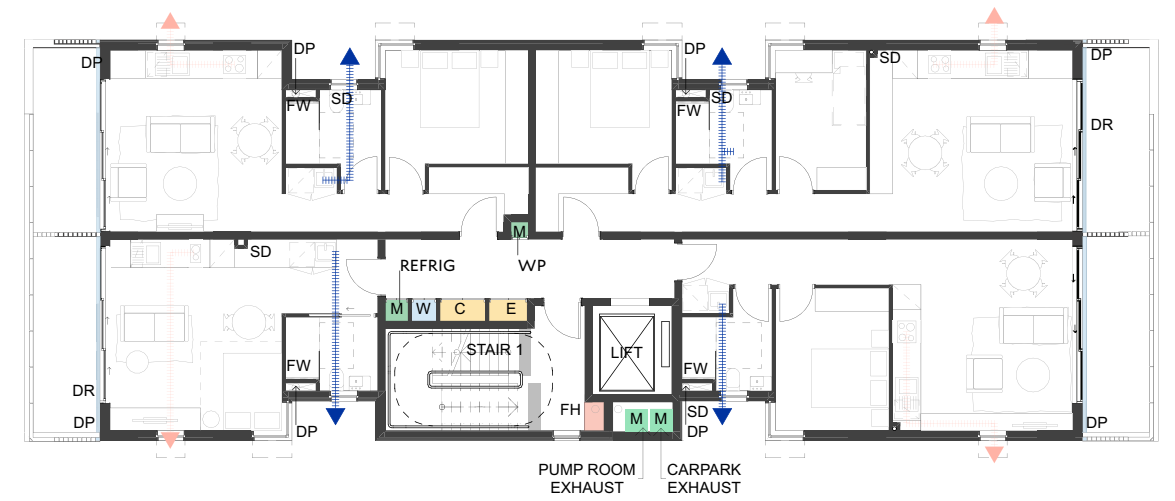 DP
DP
DP
SD
DP
SD
FW
SD
FW
DR
M
SD
REFRIG
WP
M
W
C
E
STAIR 1
LIFT
FW
FW
DR
DP
DP
FH
M
M
SD
DP
DP
PUMP ROOM
EXHAUST
CARPARK
EXHAUST